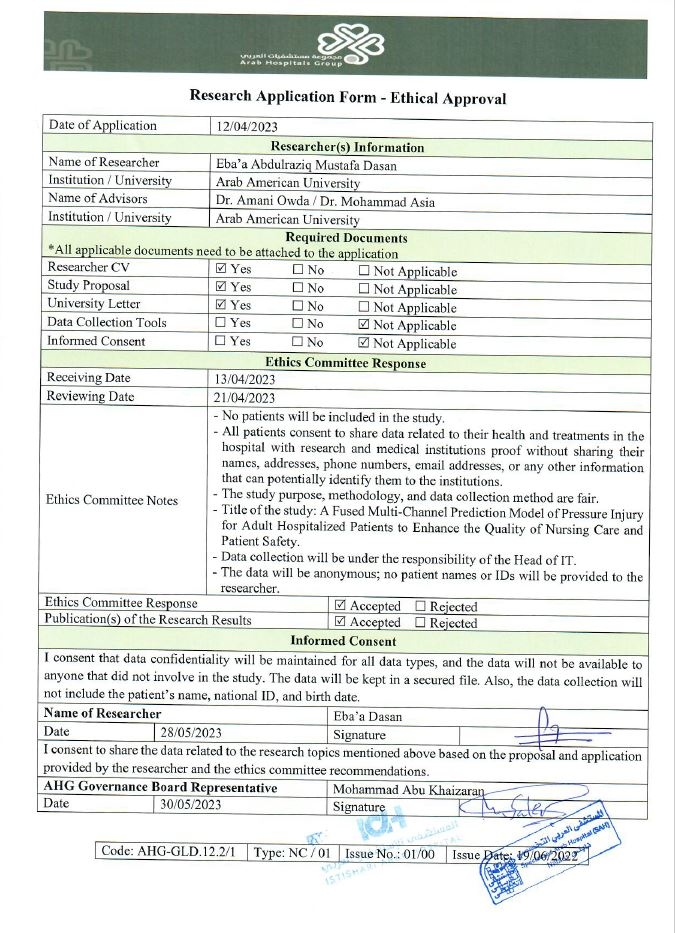 مجموعة مستشفيات العربي
Arab Hospitals Group
Research Application Form - Ethical Approval
Date of Application 12/04/2023
Researcher(s) Information
Name of Researcher Eba'a Abdulraziq Mustafa Dasan
Institution / University Arab American University
Name of Advisors Dr. Amani Owda / Dr. Mohammad Asia
Institution / University Arab American University
Required Documents
*All applicable documents need to be attached to the application
Researcher CV ☑ Yes ☐ No ☐ Not Applicable
Study Proposal ☑ Yes ☐ No ☐ Not Applicable
University Letter ☑ Yes ☐ No ☐ Not Applicable
Data Collection Tools ☐ Yes ☐ No ☑ Not Applicable
Informed Consent ☐ Yes ☐ No ☑ Not Applicable
Ethics Committee Response
Receiving Date 13/04/2023
Reviewing Date 21/04/2023
Ethics Committee Notes
- No patients will be included in the study.
- All patients consent to share data related to their health and treatments in the
hospital with research and medical institutions proof without sharing their
names, addresses, phone numbers, email addresses, or any other information
that can potentially identify them to the institutions.
- The study purpose, methodology, and data collection method are fair.
- Title of the study: A Fused Multi-Channel Prediction Model of Pressure Injury
for Adult Hospitalized Patients to Enhance the Quality of Nursing Care and
Patient Safety.
- Data collection will be under the responsibility of the Head of IT.
- The data will be anonymous; no patient names or IDs will be provided to the
researcher.
Ethics Committee Response ☑ Accepted ☐ Rejected
Publication(s) of the Research Results ☑ Accepted ☐ Rejected
Informed Consent
I consent that data confidentiality will be maintained for all data types, and the data will not be available to
anyone that did not involve in the study. The data will be kept in a secured file. Also, the data collection will
not include the patient's name, national ID, and birth date.
Name of Researcher Eba'a Dasan
Date 28/05/2023 Signature
I consent to share the data related to the research topics mentioned above based on the proposal and application
provided by the researcher and the ethics committee recommendations.
AHG Governance Board Representative Mohammad Abu Khaizaran
Date 30/05/2023 Signature
Code: AHG-GLD.12.2/1 Type: NC / 01 Issue No.: 01/00 Issue Date: 19/06/2022
ISTISHARI
المستشفى العربي التخصصي
Hospital (SAH)